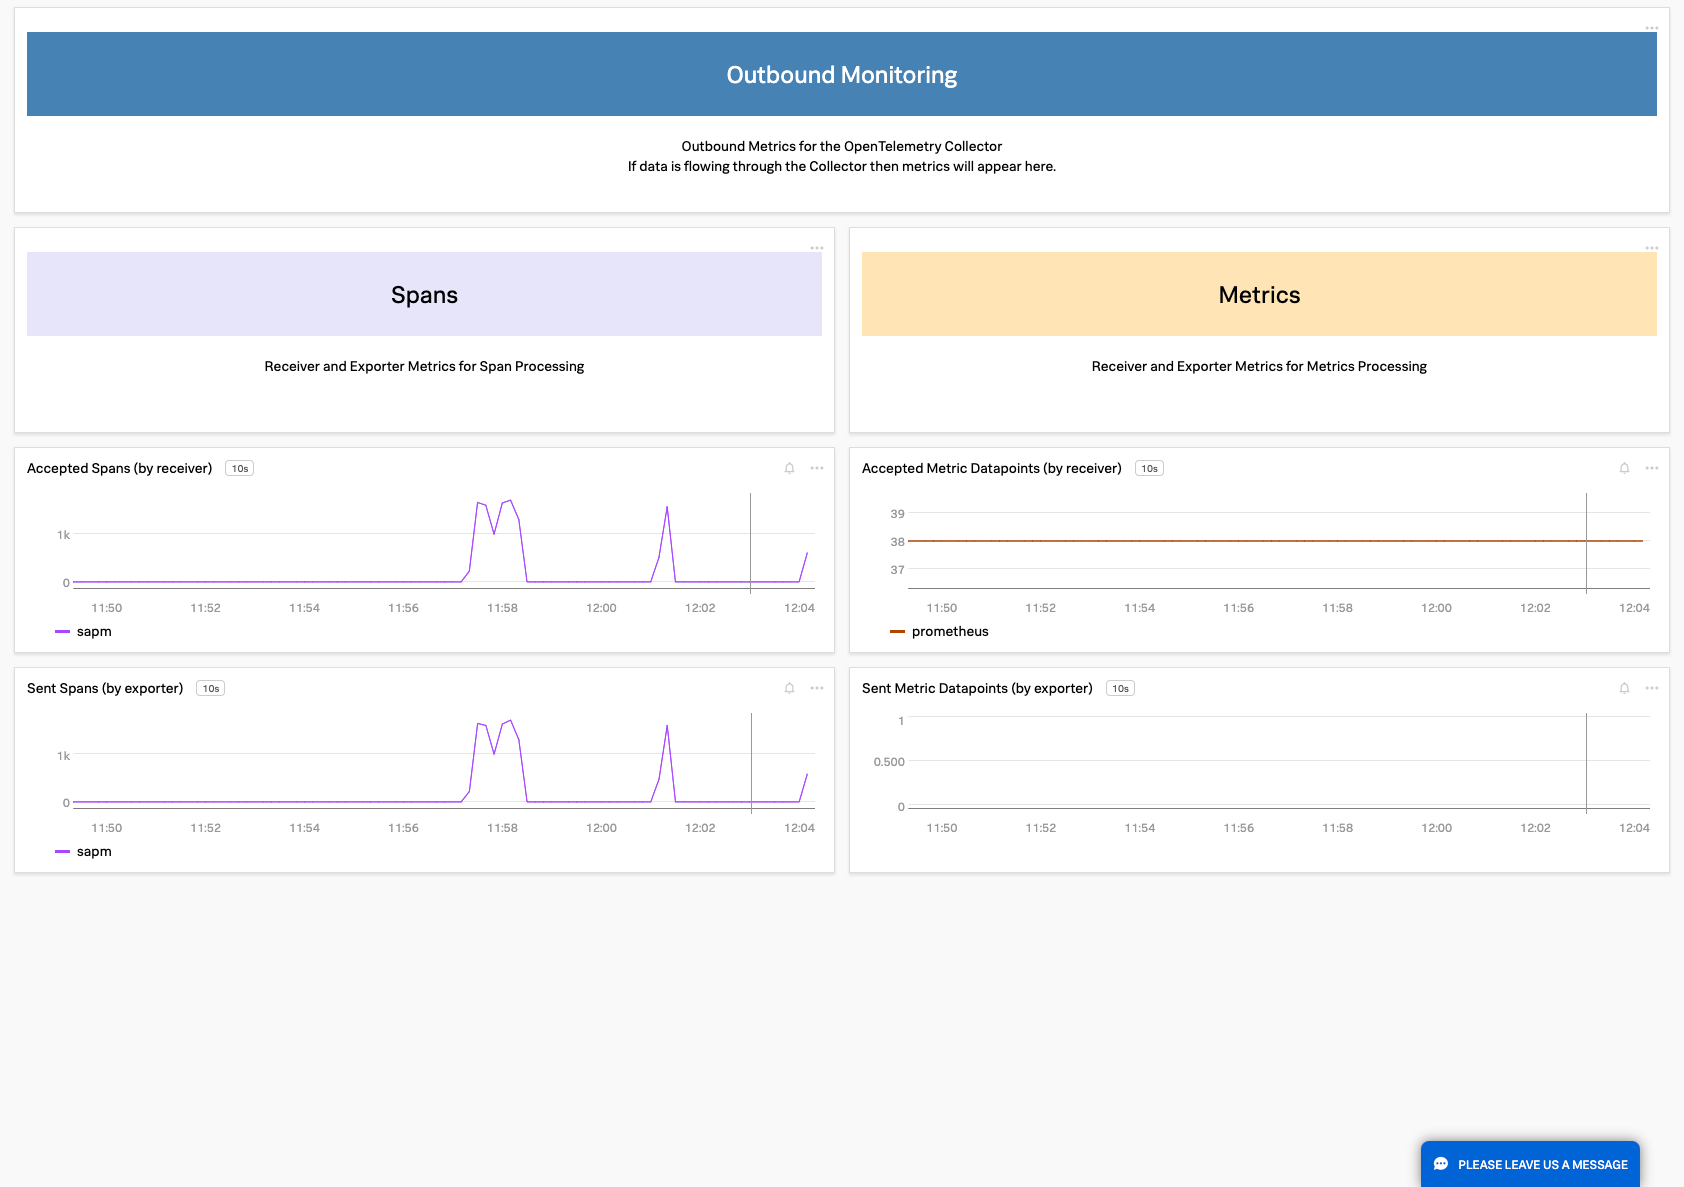 Outbound Monitoring
Outbound Metrics for the OpenTelemetry Collector
If data is flowing through the Collector then metrics will appear here.
Spans
Receiver and Exporter Metrics for Span Processing
Metrics
Receiver and Exporter Metrics for Metrics Processing
Accepted Spans (by receiver) 10s
1k
0
11:50 11:52 11:54 11:56 11:58 12:00 12:02 12:04
sapm
Accepted Metric Datapoints (by receiver) 10s
39
38
37
11:50 11:52 11:54 11:56 11:58 12:00 12:02 12:04
prometheus
Sent Spans (by exporter) 10s
1k
0
11:50 11:52 11:54 11:56 11:58 12:00 12:02 12:04
sapm
Sent Metric Datapoints (by exporter) 10s
1
0.500
0
11:50 11:52 11:54 11:56 11:58 12:00 12:02 12:04
PLEASE LEAVE US A MESSAGE